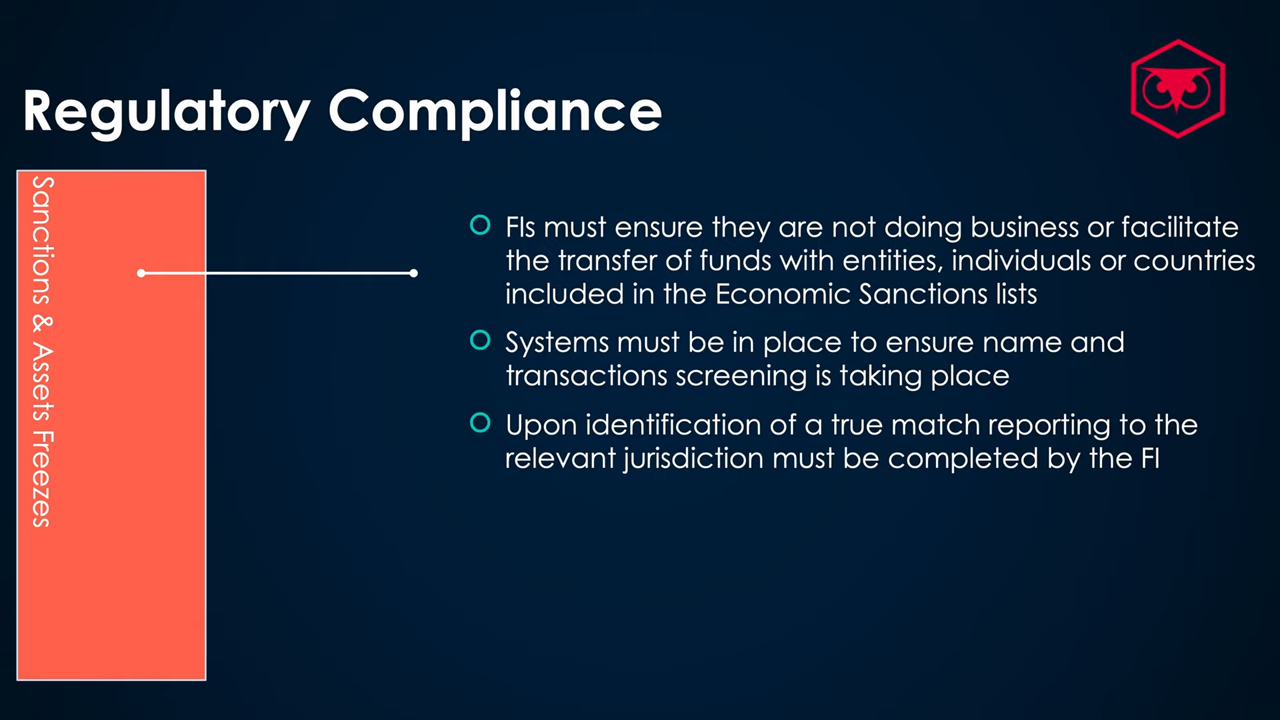 Regulatory Compliance
Sanctions & Assets Freezes
FIs must ensure they are not doing business or facilitate
the transfer of funds with entities, individuals or countries
included in the Economic Sanctions lists
Systems must be in place to ensure name and
transactions screening is taking place
Upon identification of a true match reporting to the
relevant jurisdiction must be completed by the FI